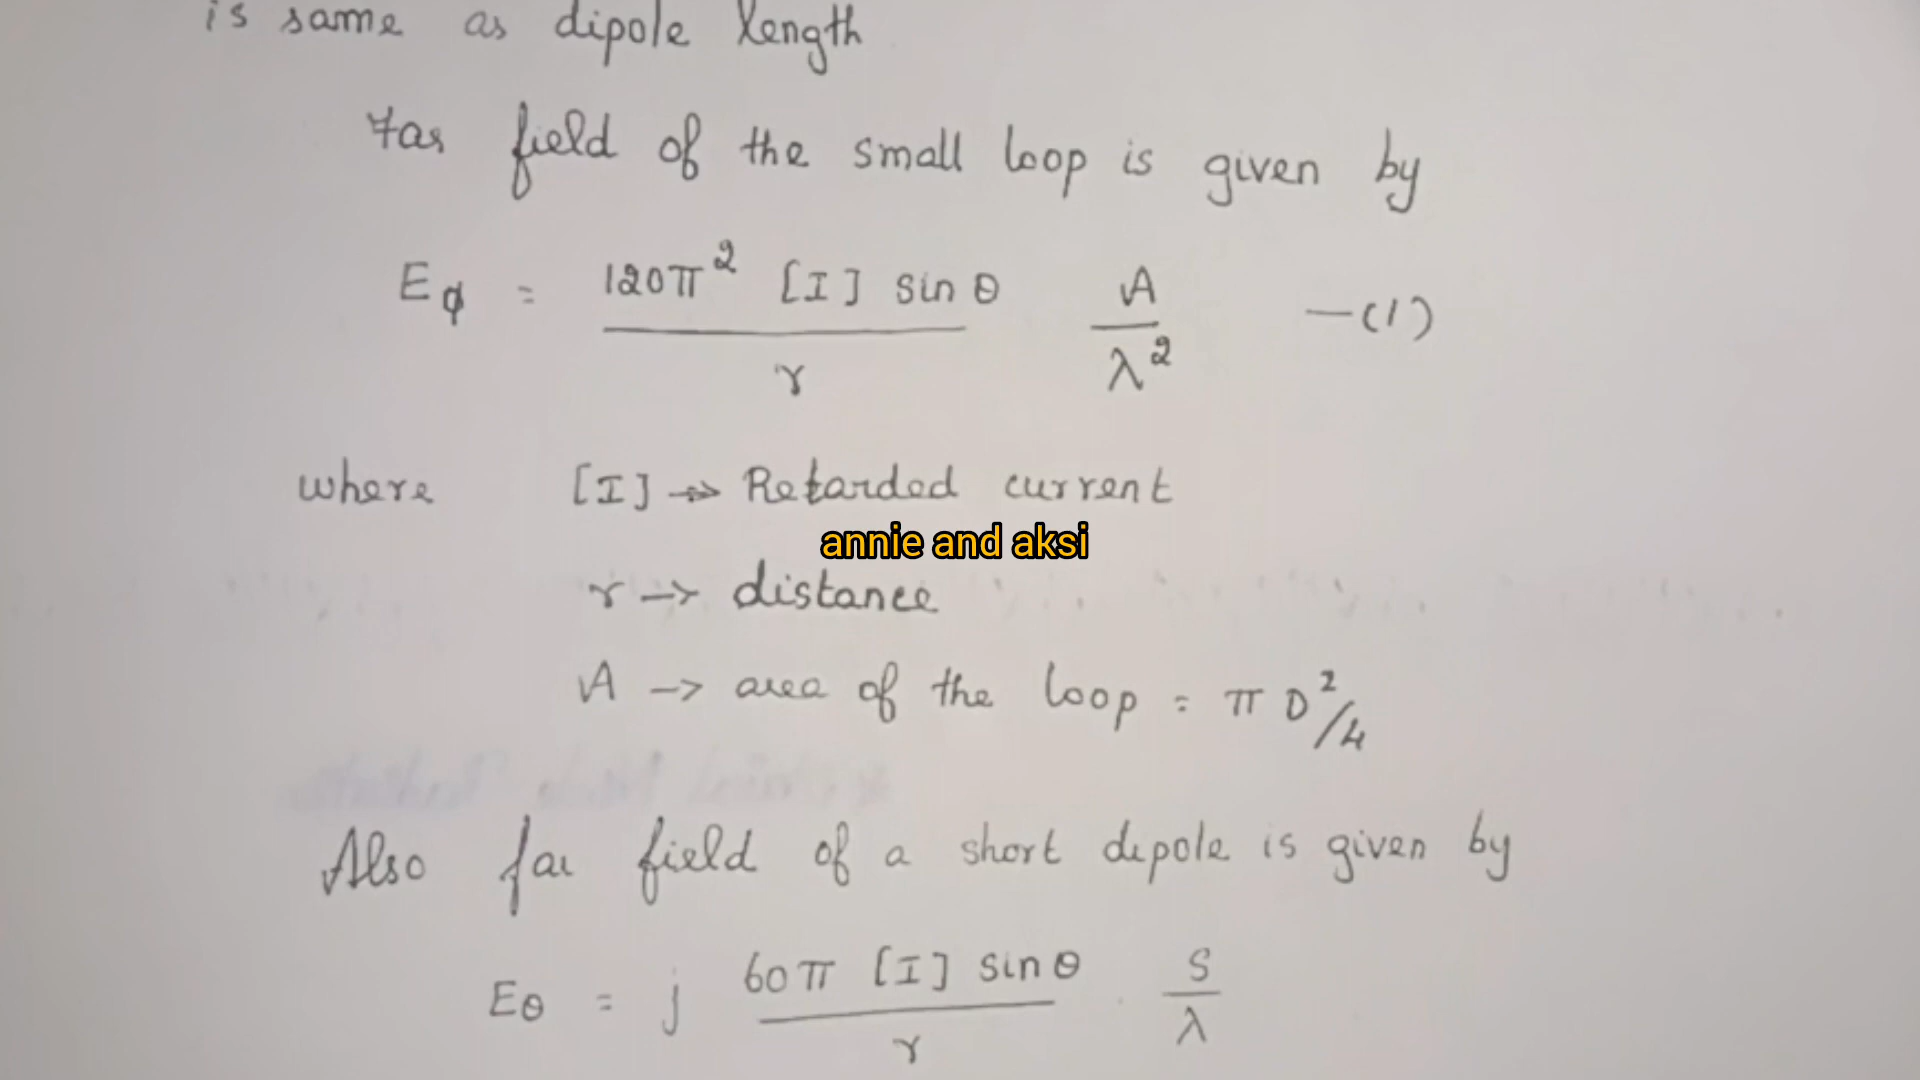 is same as dipole length
Far field of the small loop is given by
Eφ = 120π² [I] sin θ / r A / λ² —(1)
where [I] → Retarded current
annie and aksi
r → distance
A → area of the loop = π D²/4
Also far field of a short dipole is given by
Eθ = j 60π [I] sin θ / r . S / λ